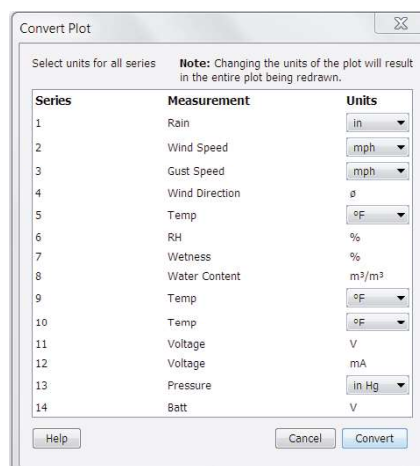 Convert Plot
Select units for all series Note: Changing the units of the plot will result
in the entire plot being redrawn.
Series Measurement Units
1 Rain in
2 Wind Speed mph
3 Gust Speed mph
4 Wind Direction ø
5 Temp ºF
6 RH %
7 Wetness %
8 Water Content m³/m³
9 Temp ºF
10 Temp ºF
11 Voltage V
12 Voltage mA
13 Pressure in Hg
14 Batt V
Help Cancel Convert